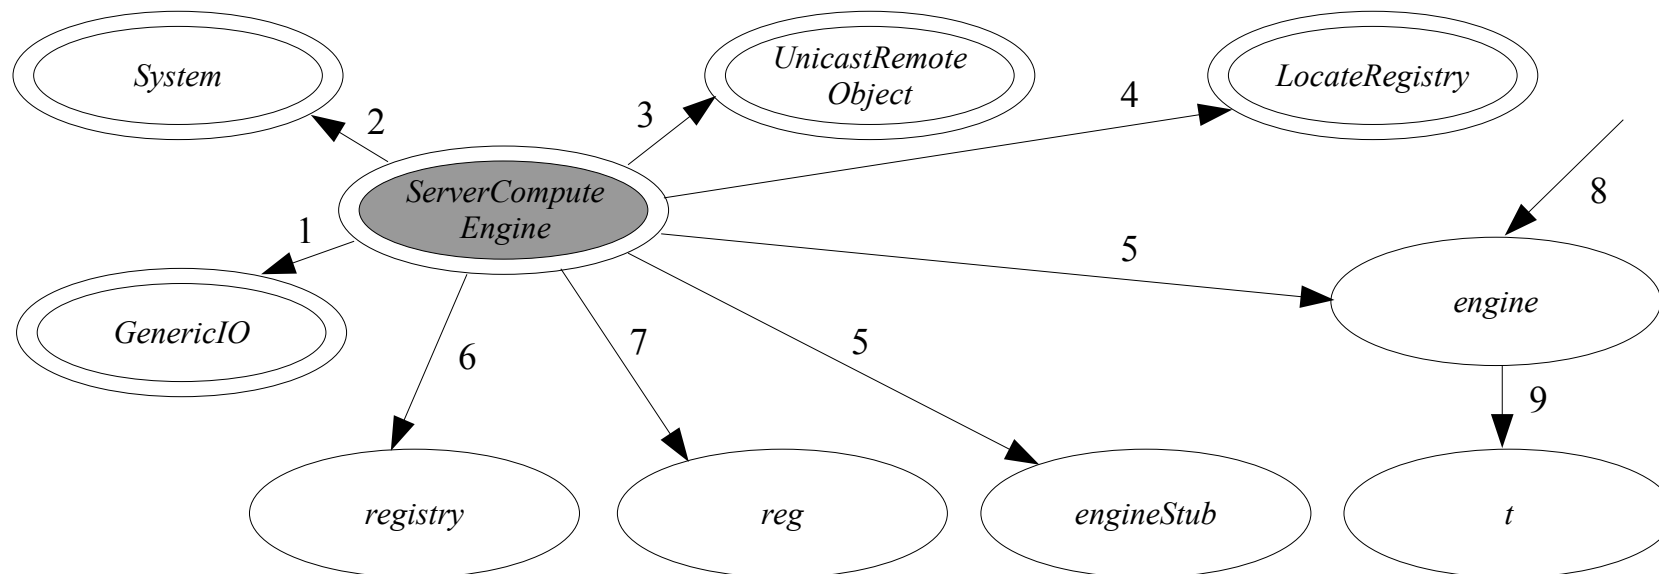 System
UnicastRemote
Object
LocateRegistry
2
3
4
ServerCompute
Engine
8
1
5
engine
GenericIO
6
7
5
9
registry
reg
engineStub
t